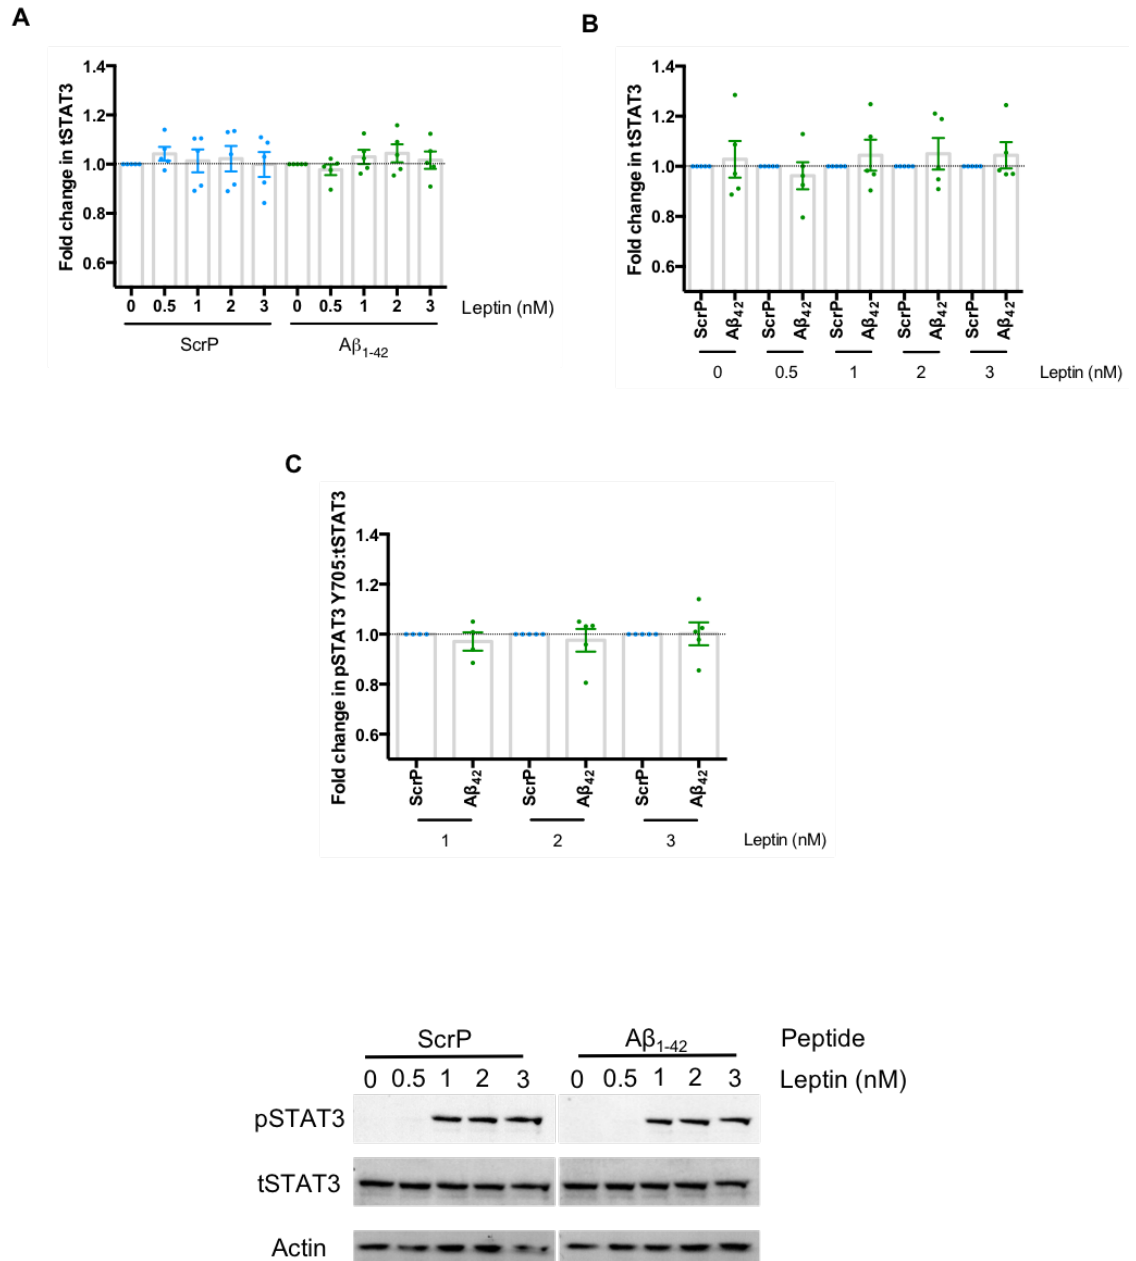 A
Fold change in tSTAT3
1.4
1.2
1.0
0.8
0.6
0 0.5 1 2 3 0 0.5 1 2 3 Leptin (nM)
ScrP Aβ1-42
B
Fold change in tSTAT3
1.4
1.2
1.0
0.8
0.6
ScrP Aβ42 ScrP Aβ42 ScrP Aβ42 ScrP Aβ42 ScrP Aβ42
0 0.5 1 2 3 Leptin (nM)
C
Fold change in pSTAT3 Y705:tSTAT3
1.4
1.2
1.0
0.8
0.6
ScrP Aβ42 ScrP Aβ42 ScrP Aβ42
1 2 3 Leptin (nM)
ScrP Aβ1-42 Peptide
0 0.5 1 2 3 0 0.5 1 2 3 Leptin (nM)
pSTAT3
tSTAT3
Actin